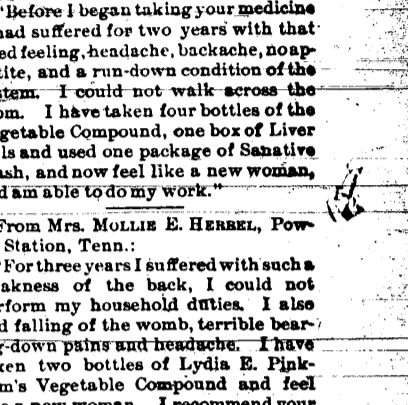 "Before I began taking your medicine
had suffered for two years with that
ed feeling, headache, backache, no ap-
tite, and a run-down condition of the
stem. I could not walk across the
om. I have taken four bottles of the
getable Compound, one box of Liver
ls and used one package of Sanative
ash, and now feel like a new woman,
d am able to do my work."
From Mrs. MOLLIE E. HERREL, Pow-
Station, Tenn.:
"For three years I suffered with such a
akness of the back, I could not
rform my household duties. I also
d falling of the womb, terrible bear-
g-down pains and headache. I have
ken two bottles of Lydia E. Pink-
m's Vegetable Compound and feel
a new woman. I recommend your